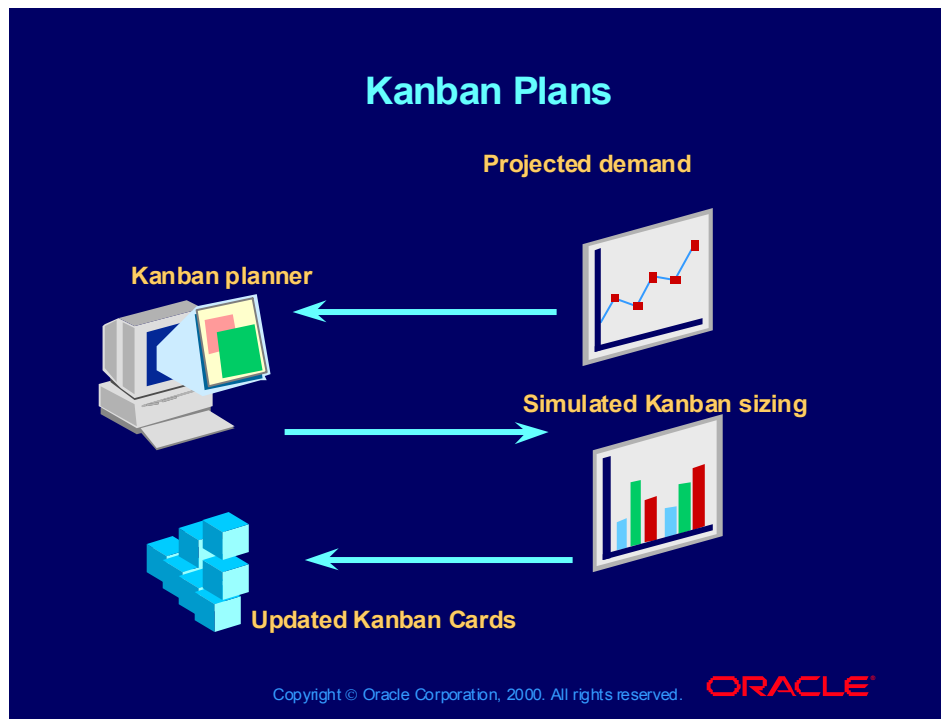 Kanban Plans
Projected demand
Kanban planner
Simulated Kanban sizing
Updated Kanban Cards
Copyright © Oracle Corporation, 2000. All rights reserved.
ORACLE®